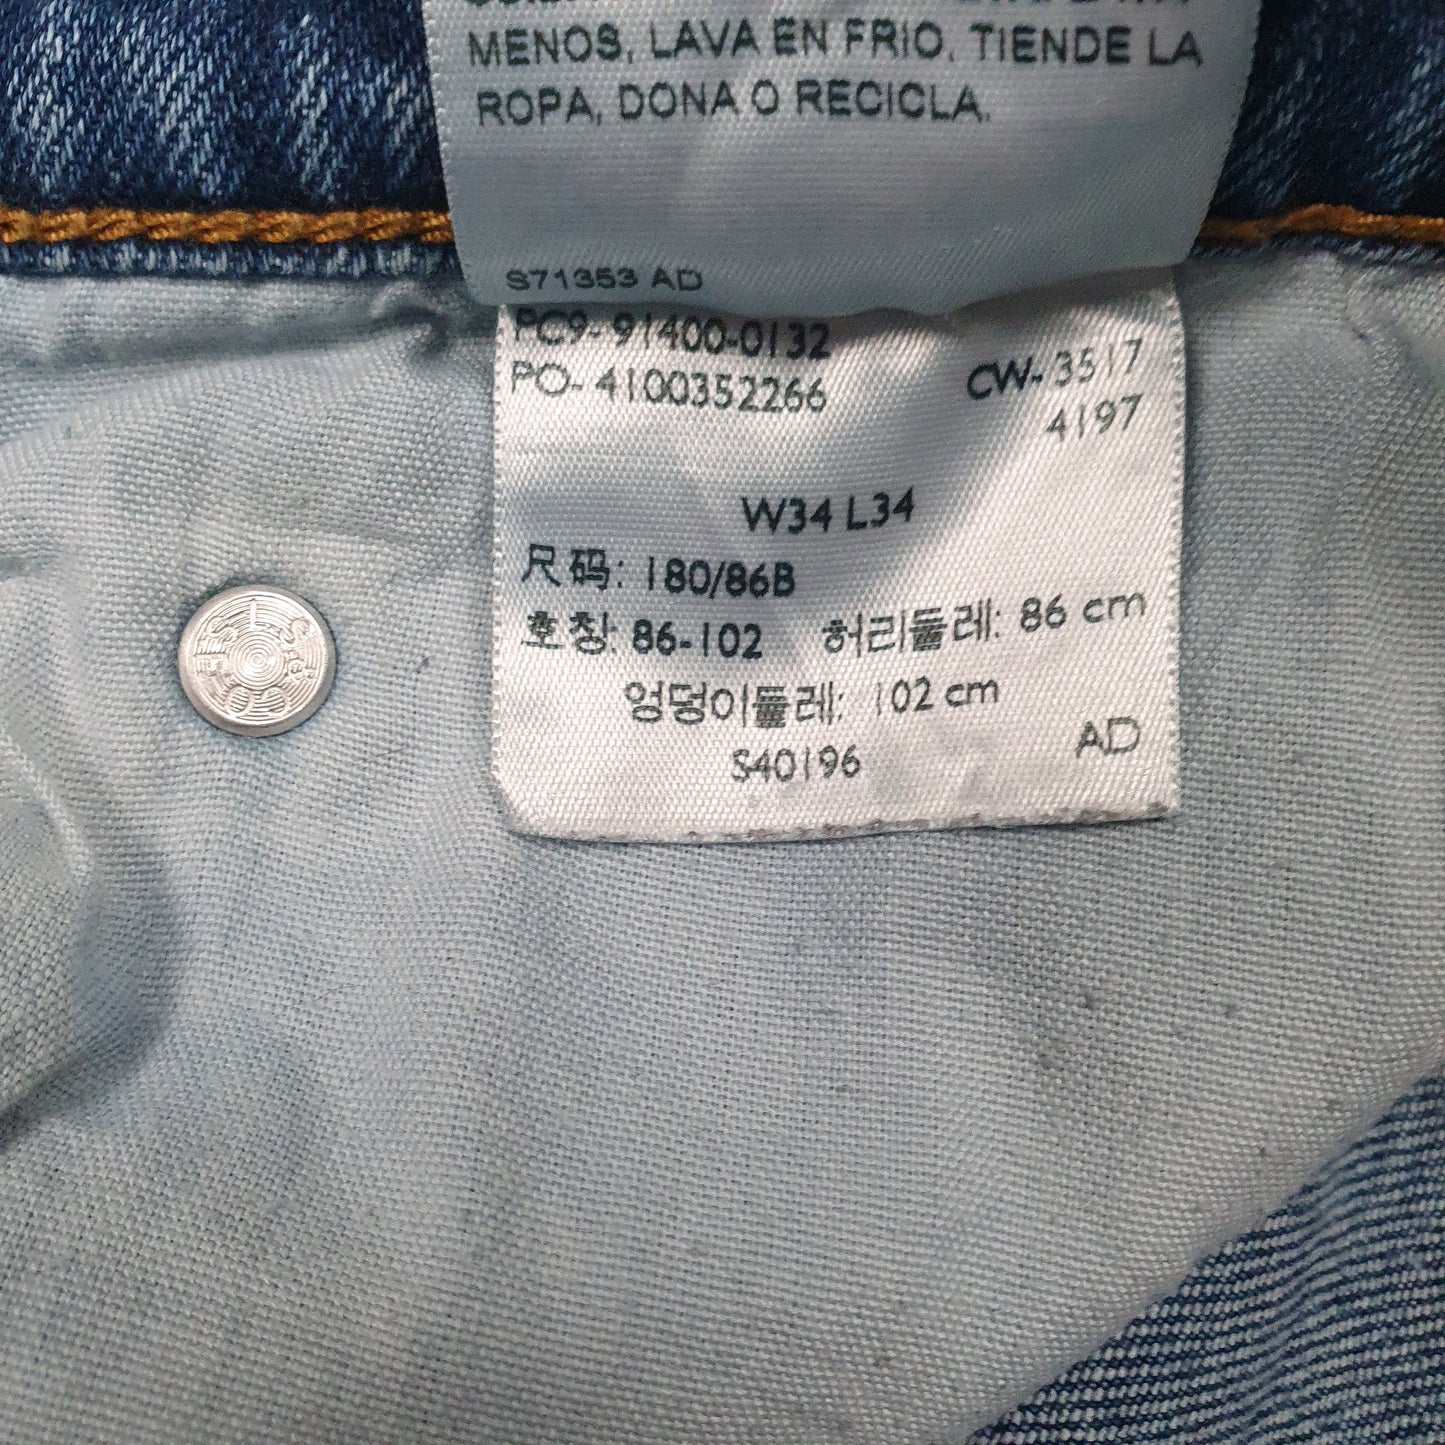 MENOS, LAVA EN FRIO, TIENDE LA
ROPA, DONA O RECICLA.
S71353 AD
PC9-91400-0132
PO-4100352266
CW-3517
4197
W34 L34
尺码: 180/86B
호칭: 86-102 허리둘레: 86 cm
엉덩이둘레: 102 cm
S40196
AD